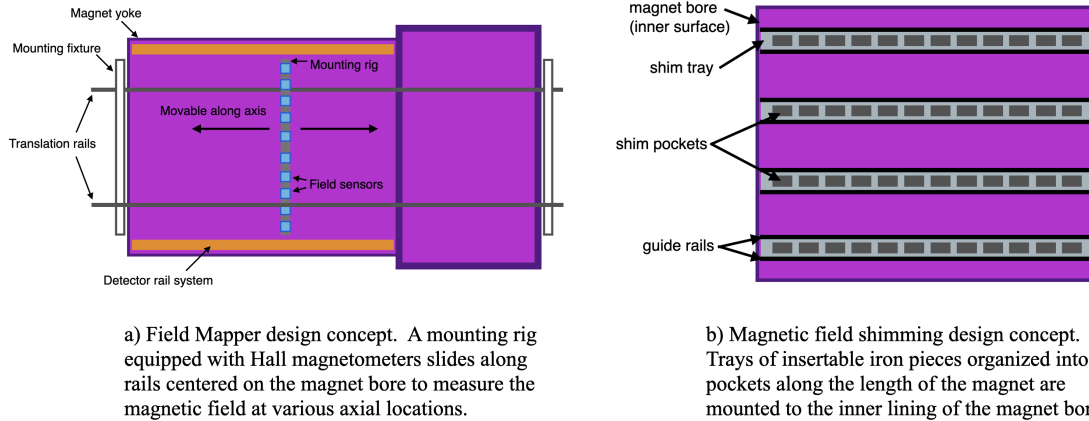 Magnet yoke
Mounting fixture
Mounting rig
Movable along axis
Translation rails
Field sensors
Detector rail system
a) Field Mapper design concept.  A mounting rig
equipped with Hall magnetometers slides along
rails centered on the magnet bore to measure the
magnetic field at various axial locations.
magnet bore
(inner surface)
shim tray
shim pockets
guide rails
b) Magnetic field shimming design concept.
Trays of insertable iron pieces organized into
pockets along the length of the magnet are
mounted to the inner lining of the magnet bor